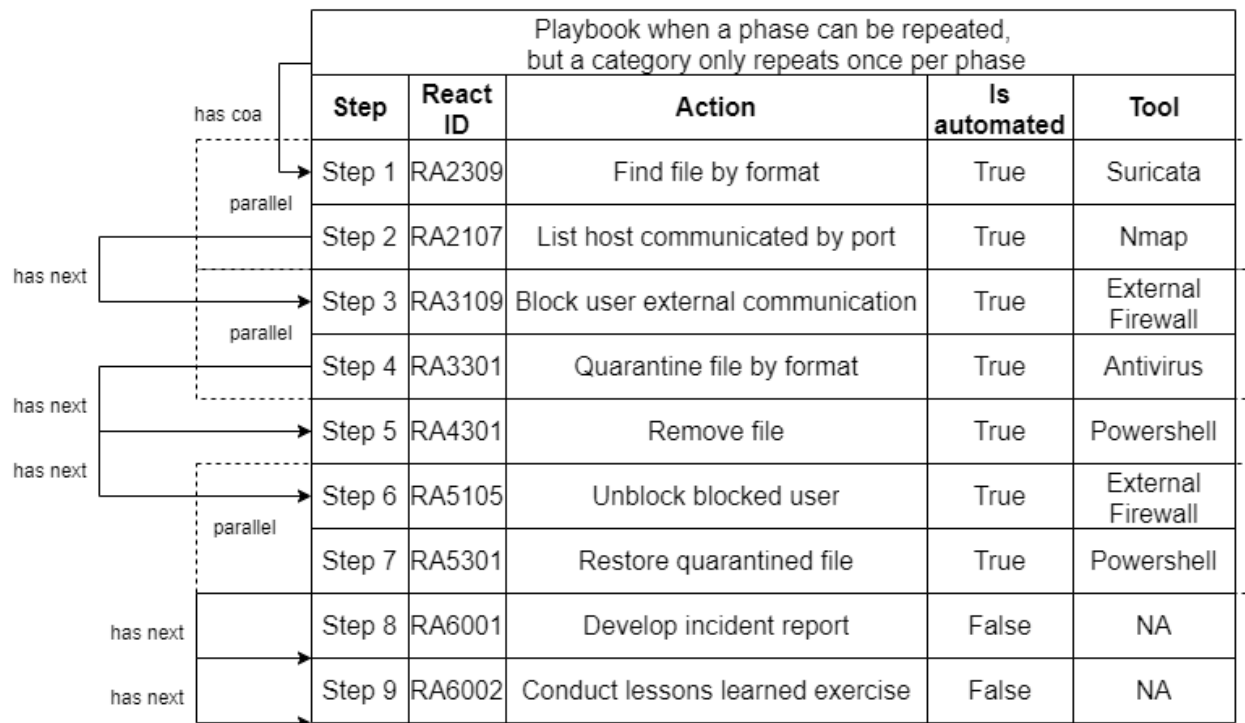 Playbook when a phase can be repeated,
but a category only repeats once per phase
has coa
Step React ID Action Is automated Tool
Step 1 RA2309 Find file by format True Suricata
parallel
Step 2 RA2107 List host communicated by port True Nmap
has next
Step 3 RA3109 Block user external communication True External Firewall
parallel
Step 4 RA3301 Quarantine file by format True Antivirus
has next
Step 5 RA4301 Remove file True Powershell
has next
Step 6 RA5105 Unblock blocked user True External Firewall
parallel
Step 7 RA5301 Restore quarantined file True Powershell
has next
Step 8 RA6001 Develop incident report False NA
has next
Step 9 RA6002 Conduct lessons learned exercise False NA